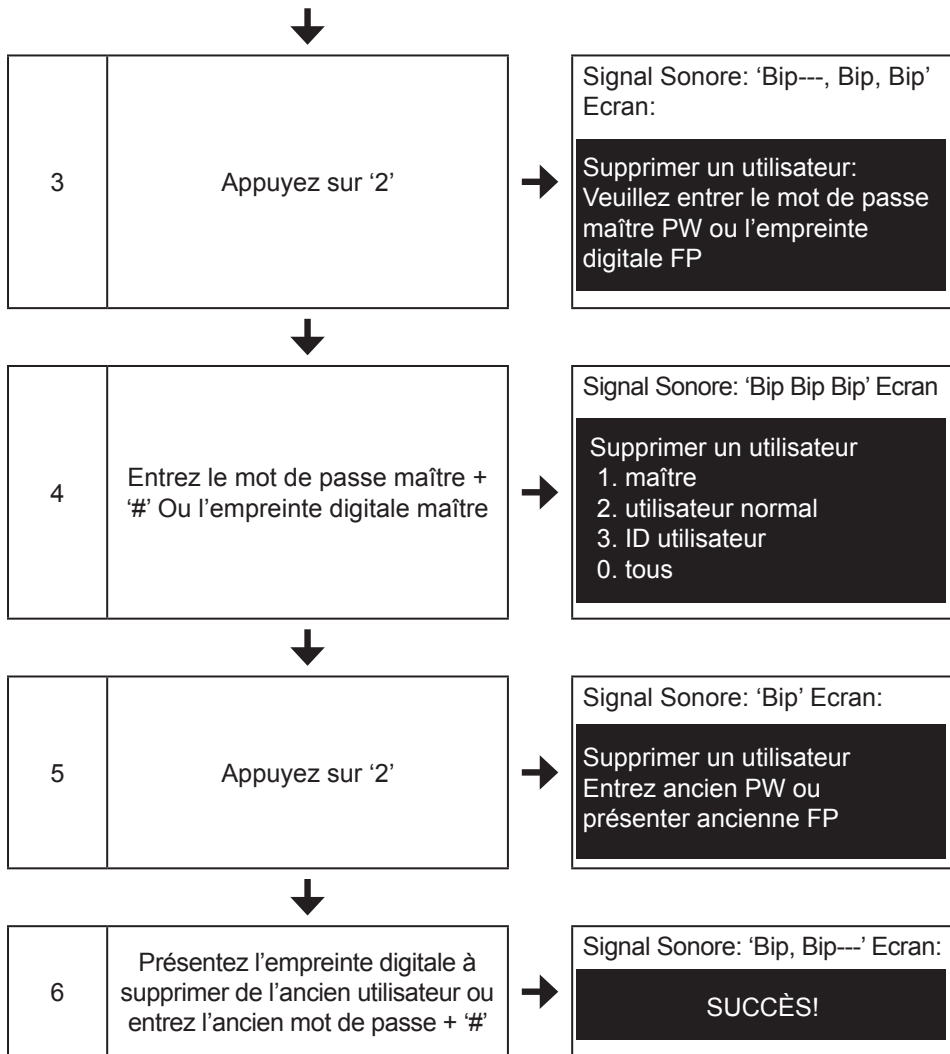 3
Appuyez sur ‘2’
Signal Sonore: ‘Bip---, Bip, Bip’
Ecran:
Supprimer un utilisateur:
Veuillez entrer le mot de passe
maître PW ou l’empreinte
digitale FP
4
Entrez le mot de passe maître +
‘#’ Ou l’empreinte digitale maître
Signal Sonore: ‘Bip Bip Bip’ Ecran
Supprimer un utilisateur
1. maître
2. utilisateur normal
3. ID utilisateur
0. tous
5
Appuyez sur ‘2’
Signal Sonore: ‘Bip’ Ecran:
Supprimer un utilisateur
Entrez ancien PW ou
présenter ancienne FP
6
Présentez l’empreinte digitale à
supprimer de l’ancien utilisateur ou
entrez l’ancien mot de passe + ‘#’
Signal Sonore: ‘Bip, Bip---’ Ecran:
SUCCÈS!